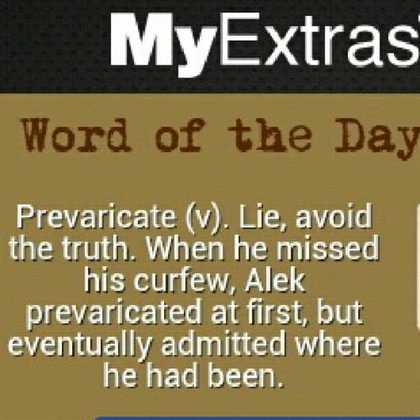 MyExtras
Word of the Day
Prevaricate (v). Lie, avoid
the truth. When he missed
his curfew, Alek
prevaricated at first, but
eventually admitted where
he had been.